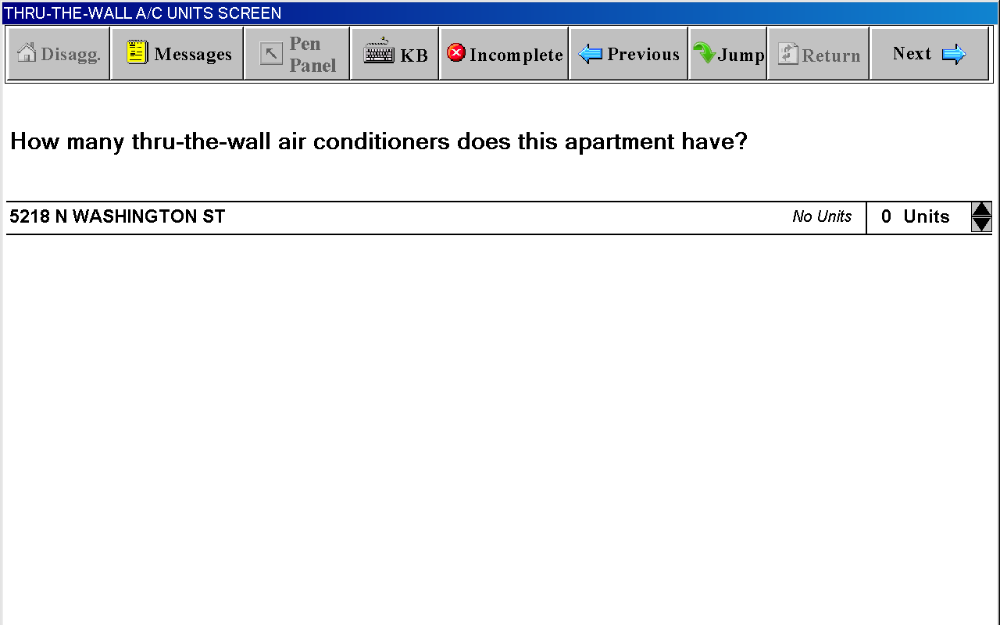 THRU-THE-WALL A/C UNITS SCREEN
Disagg. Messages Pen Panel KB Incomplete Previous Jump Return Next
How many thru-the-wall air conditioners does this apartment have?
5218 N WASHINGTON ST No Units 0 Units